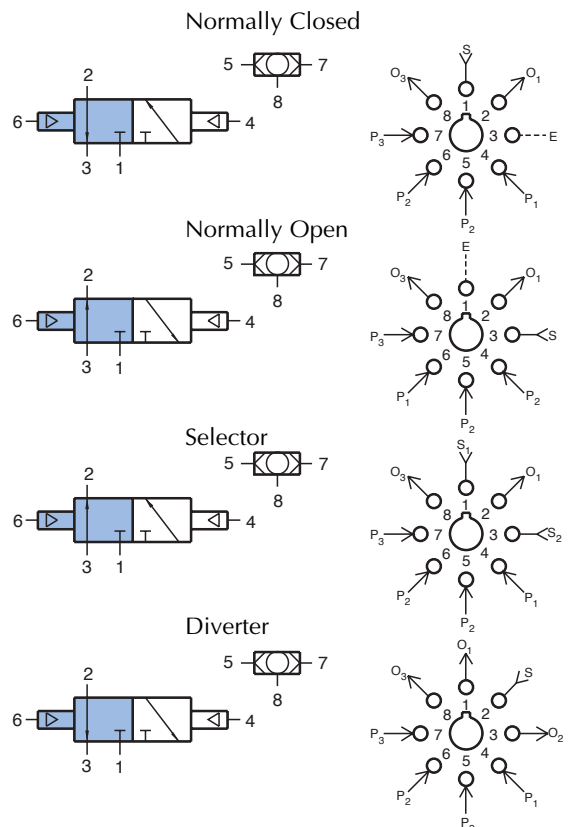 Normally Closed
2
5 7
8
6 4
3 1
S
O₃ O₁
1
8 2
P₃ 7 3 E
6 4
5
P₂ P₁
P₂
Normally Open
2
5 7
8
6 4
3 1
E
O₃ O₁
1
8 2
P₃ 7 3 S
6 4
5
P₁ P₂
P₂
Selector
2
5 7
8
6 4
3 1
S₁
O₃ O₁
1
8 2
P₃ 7 3 S₂
6 4
5
P₂ P₁
P₂
Diverter
2
5 7
8
6 4
3 1
O₁
O₃ S
1
8 2
P₃ 7 3 O₂
6 4
5
P₂ P₁
P₂